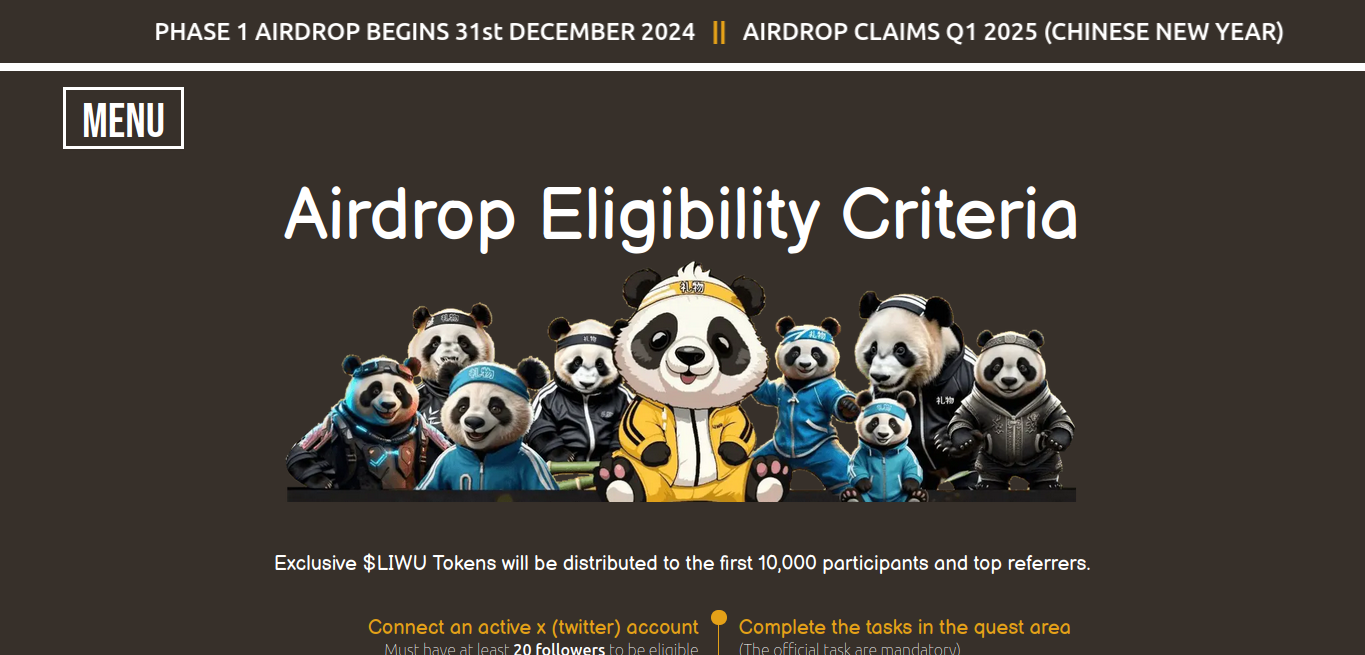 PHASE 1 AIRDROP BEGINS 31st DECEMBER 2024 || AIRDROP CLAIMS Q1 2025 (CHINESE NEW YEAR)
MENU
Airdrop Eligibility Criteria
礼物
礼物
礼物
礼物
礼物
礼物
礼物
Exclusive $LIWU Tokens will be distributed to the first 10,000 participants and top referrers.
Connect an active x (twitter) account
Must have at least 20 followers to be eligible
Complete the tasks in the quest area
(The official task are mandatory)